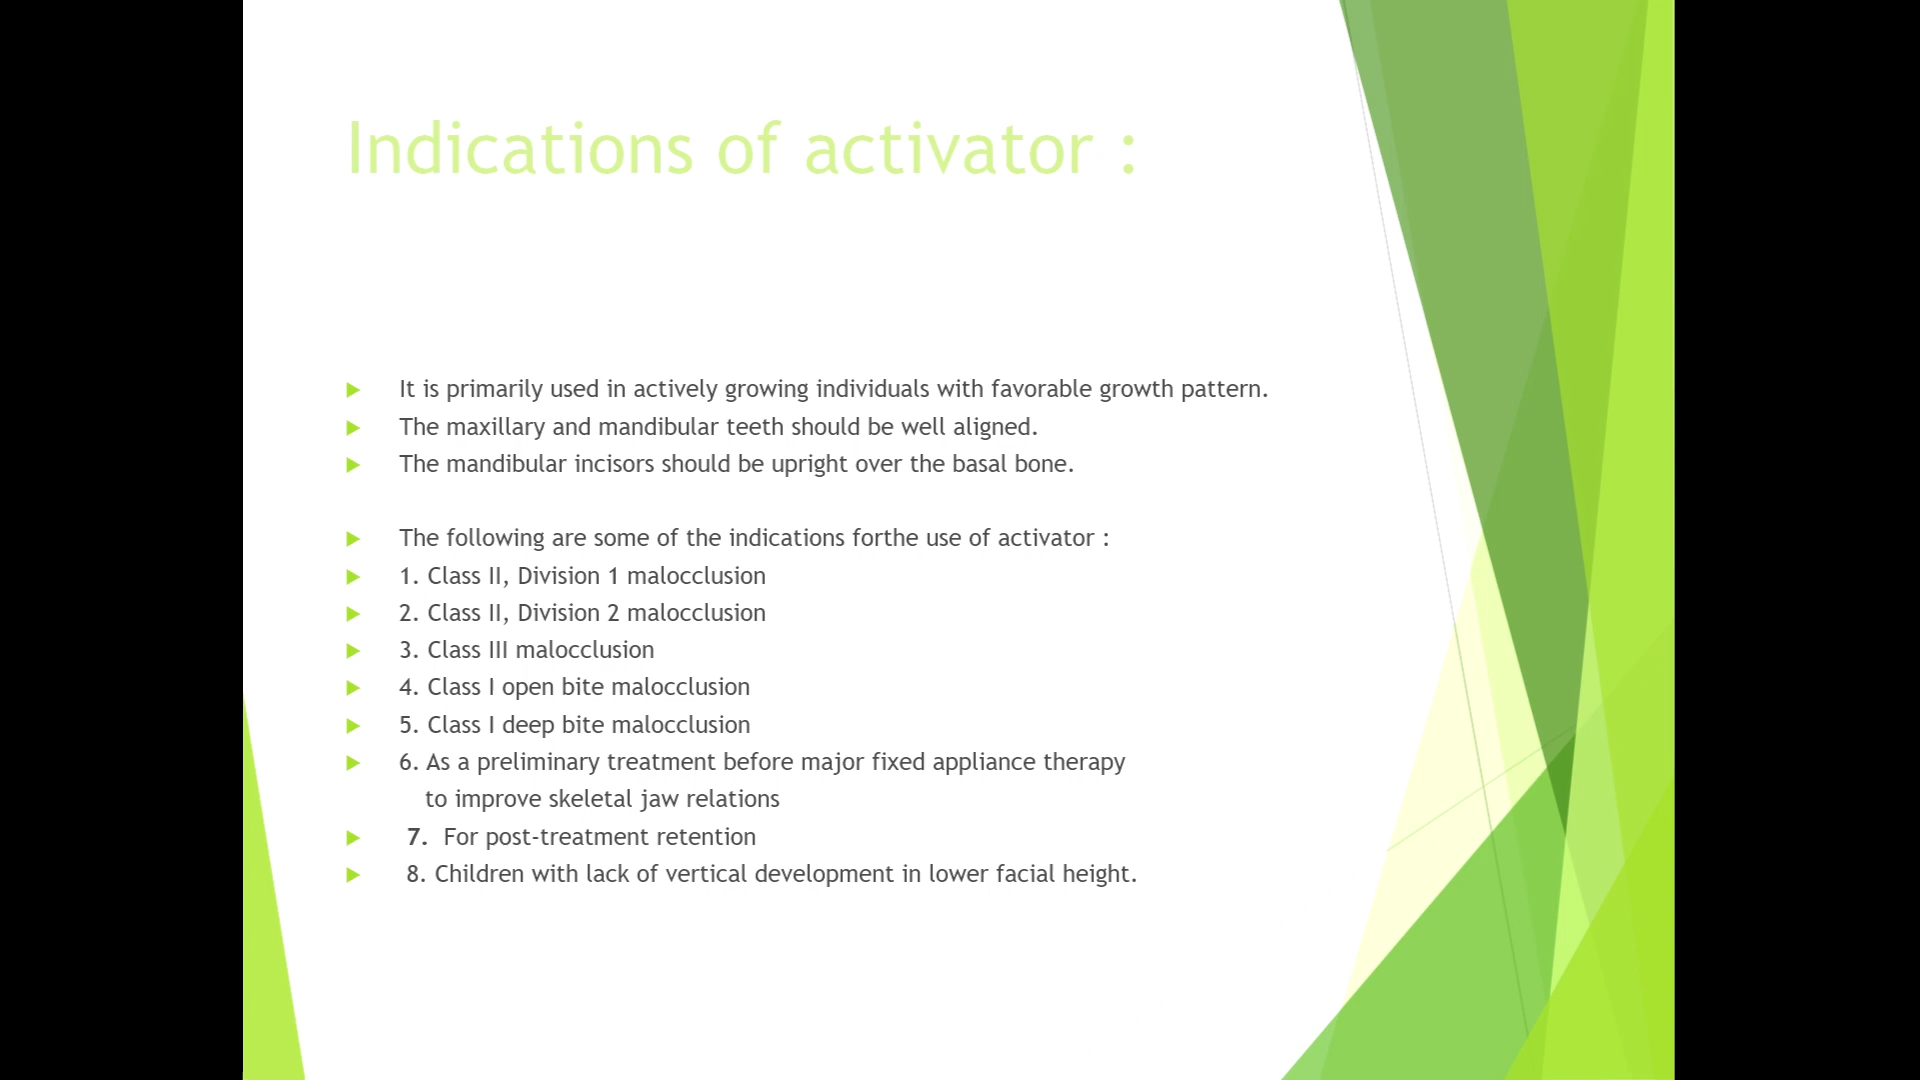 Indications of activator :
It is primarily used in actively growing individuals with favorable growth pattern.
The maxillary and mandibular teeth should be well aligned.
The mandibular incisors should be upright over the basal bone.
The following are some of the indications forthe use of activator :
1. Class II, Division 1 malocclusion
2. Class II, Division 2 malocclusion
3. Class III malocclusion
4. Class I open bite malocclusion
5. Class I deep bite malocclusion
6. As a preliminary treatment before major fixed appliance therapy
to improve skeletal jaw relations
7. For post-treatment retention
8. Children with lack of vertical development in lower facial height.